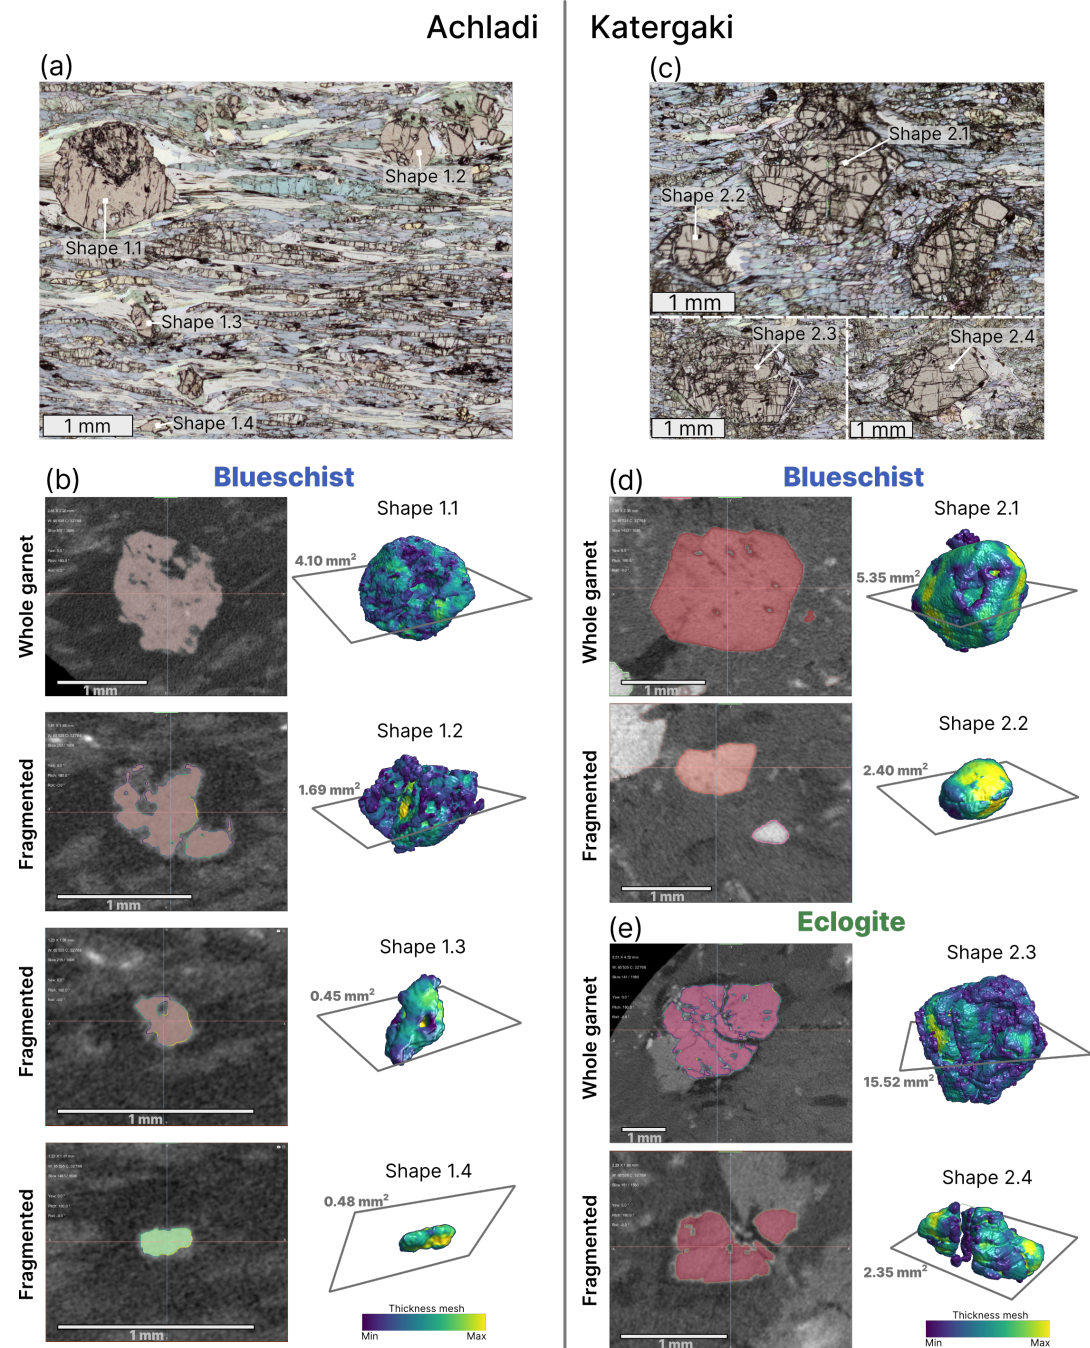 Achladi
Katergaki
(a)
Shape 1.1
Shape 1.2
Shape 1.3
Shape 1.4
1 mm
(c)
Shape 2.1
Shape 2.2
1 mm
Shape 2.3
1 mm
Shape 2.4
1 mm
(b)
Blueschist
Whole garnet
1 mm
Shape 1.1
4.10 mm²
Fragmented
1 mm
Shape 1.2
1.69 mm²
Fragmented
1 mm
Shape 1.3
0.45 mm²
Fragmented
1 mm
Shape 1.4
0.48 mm²
Thickness mesh
Min
Max
(d)
Blueschist
Whole garnet
1 mm
Shape 2.1
5.35 mm²
Fragmented
1 mm
Shape 2.2
2.40 mm²
(e)
Eclogite
Whole garnet
1 mm
Shape 2.3
15.52 mm²
Fragmented
1 mm
Shape 2.4
2.35 mm²
Thickness mesh
Min
Max